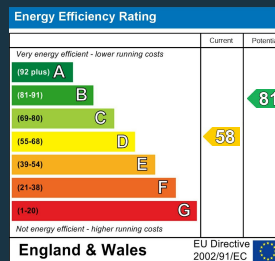 Energy Efficiency Rating
Current
Very energy efficient - lower running costs
(92 plus) A
(81-91) B
81
(69-80) C
(55-68) D
58
(39-54) E
(21-38) F
(1-20) G
Not energy efficient - higher running costs
England & Wales
EU Directive
2002/91/EC